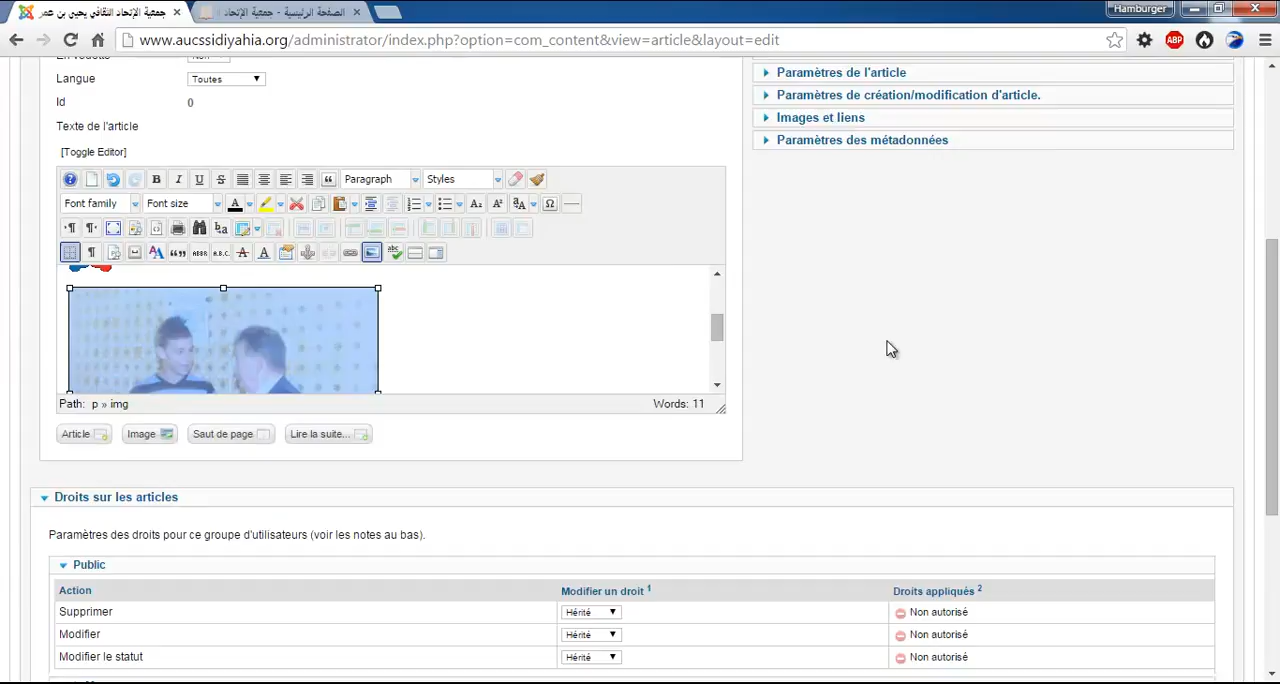 جمعية الإتحاد الثقافي يحيى بن عمر
الصفحة الرئيسية - جمعية الإتحاد
Hamburger
www.aucssidiyahia.org/administrator/index.php?option=com_content&view=article&layout=edit
Langue Toutes
Id 0
Texte de l'article
[Toggle Editor]
Paragraph Styles
Font family Font size
Path: p » img Words: 11
Article Image Saut de page Lire la suite...
Paramètres de l'article
Paramètres de création/modification d'article.
Images et liens
Paramètres des métadonnées
Droits sur les articles
Paramètres des droits pour ce groupe d'utilisateurs (voir les notes au bas).
Public
Action Modifier un droit 1 Droits appliqués 2
Supprimer Hérité Non autorisé
Modifier Hérité Non autorisé
Modifier le statut Hérité Non autorisé